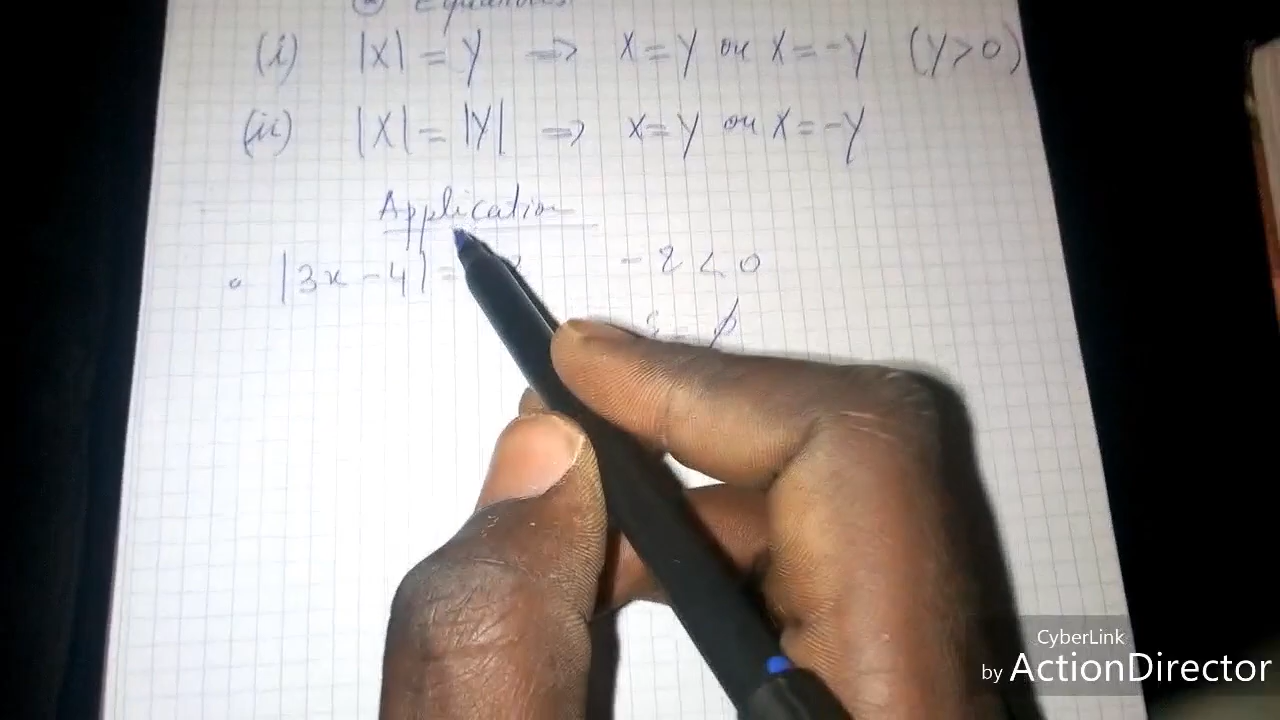 (i) |X| = Y => X = Y ou X = -Y (Y > 0)
(ii) |X| = |Y| => X = Y ou X = -Y
Application
• |3x - 4| =
-2 < 0
= ∅
CyberLink
by ActionDirector